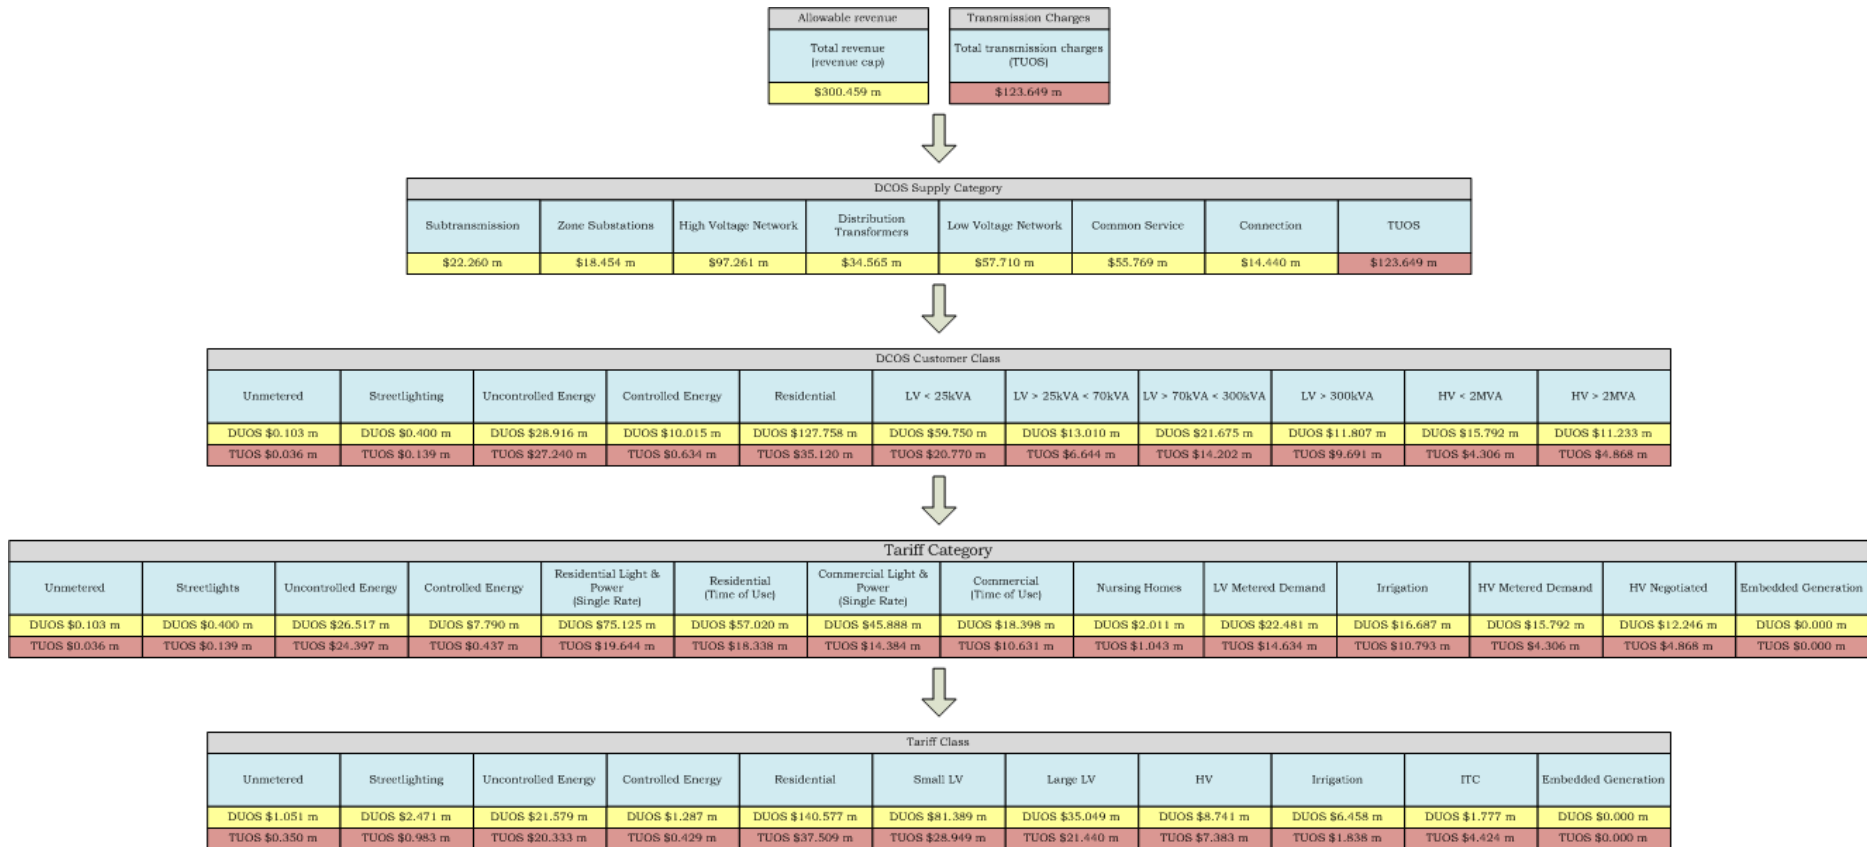 Allowable revenue
Transmission Charges
Total revenue
(revenue cap)
Total transmission charges
(TUOS)
$300.459 m
$123.649 m
DCOS Supply Category
Subtransmission
Zone Substations
High Voltage Network
Distribution
Transformers
Low Voltage Network
Common Service
Connection
TUOS
$22.260 m
$18.454 m
$97.261 m
$34.565 m
$57.710 m
$55.769 m
$14.440 m
$123.649 m
DCOS Customer Class
Unmetered
Streetlighting
Uncontrolled Energy
Controlled Energy
Residential
LV < 25kVA
LV > 25kVA < 70kVA
LV > 70kVA < 300kVA
LV > 300kVA
HV < 2MVA
HV > 2MVA
DUOS $0.103 m
DUOS $0.400 m
DUOS $28.916 m
DUOS $10.015 m
DUOS $127.758 m
DUOS $59.750 m
DUOS $13.010 m
DUOS $21.675 m
DUOS $11.807 m
DUOS $15.792 m
DUOS $11.233 m
TUOS $0.036 m
TUOS $0.139 m
TUOS $27.240 m
TUOS $0.634 m
TUOS $35.120 m
TUOS $20.770 m
TUOS $6.644 m
TUOS $14.202 m
TUOS $9.691 m
TUOS $4.306 m
TUOS $4.868 m
Tariff Category
Unmetered
Streetlights
Uncontrolled Energy
Controlled Energy
Residential Light &
Power
(Single Rate)
Residential
(Time of Use)
Commercial Light &
Power
(Single Rate)
Commercial
(Time of Use)
Nursing Homes
LV Metered Demand
Irrigation
HV Metered Demand
HV Negotiated
Embedded Generation
DUOS $0.103 m
DUOS $0.400 m
DUOS $26.517 m
DUOS $7.790 m
DUOS $75.125 m
DUOS $57.020 m
DUOS $45.888 m
DUOS $18.398 m
DUOS $2.011 m
DUOS $22.481 m
DUOS $16.687 m
DUOS $15.792 m
DUOS $12.246 m
DUOS $0.000 m
TUOS $0.036 m
TUOS $0.139 m
TUOS $24.397 m
TUOS $0.437 m
TUOS $19.644 m
TUOS $18.338 m
TUOS $14.384 m
TUOS $10.631 m
TUOS $1.043 m
TUOS $14.634 m
TUOS $10.793 m
TUOS $4.306 m
TUOS $4.868 m
TUOS $0.000 m
Tariff Class
Unmetered
Streetlighting
Uncontrolled Energy
Controlled Energy
Residential
Small LV
Large LV
HV
Irrigation
ITC
Embedded Generation
DUOS $1.051 m
DUOS $2.471 m
DUOS $21.579 m
DUOS $1.287 m
DUOS $140.577 m
DUOS $81.389 m
DUOS $35.049 m
DUOS $8.741 m
DUOS $6.458 m
DUOS $1.777 m
DUOS $0.000 m
TUOS $0.350 m
TUOS $0.983 m
TUOS $20.333 m
TUOS $0.429 m
TUOS $37.509 m
TUOS $28.949 m
TUOS $21.440 m
TUOS $7.383 m
TUOS $1.838 m
TUOS $4.424 m
TUOS $0.000 m